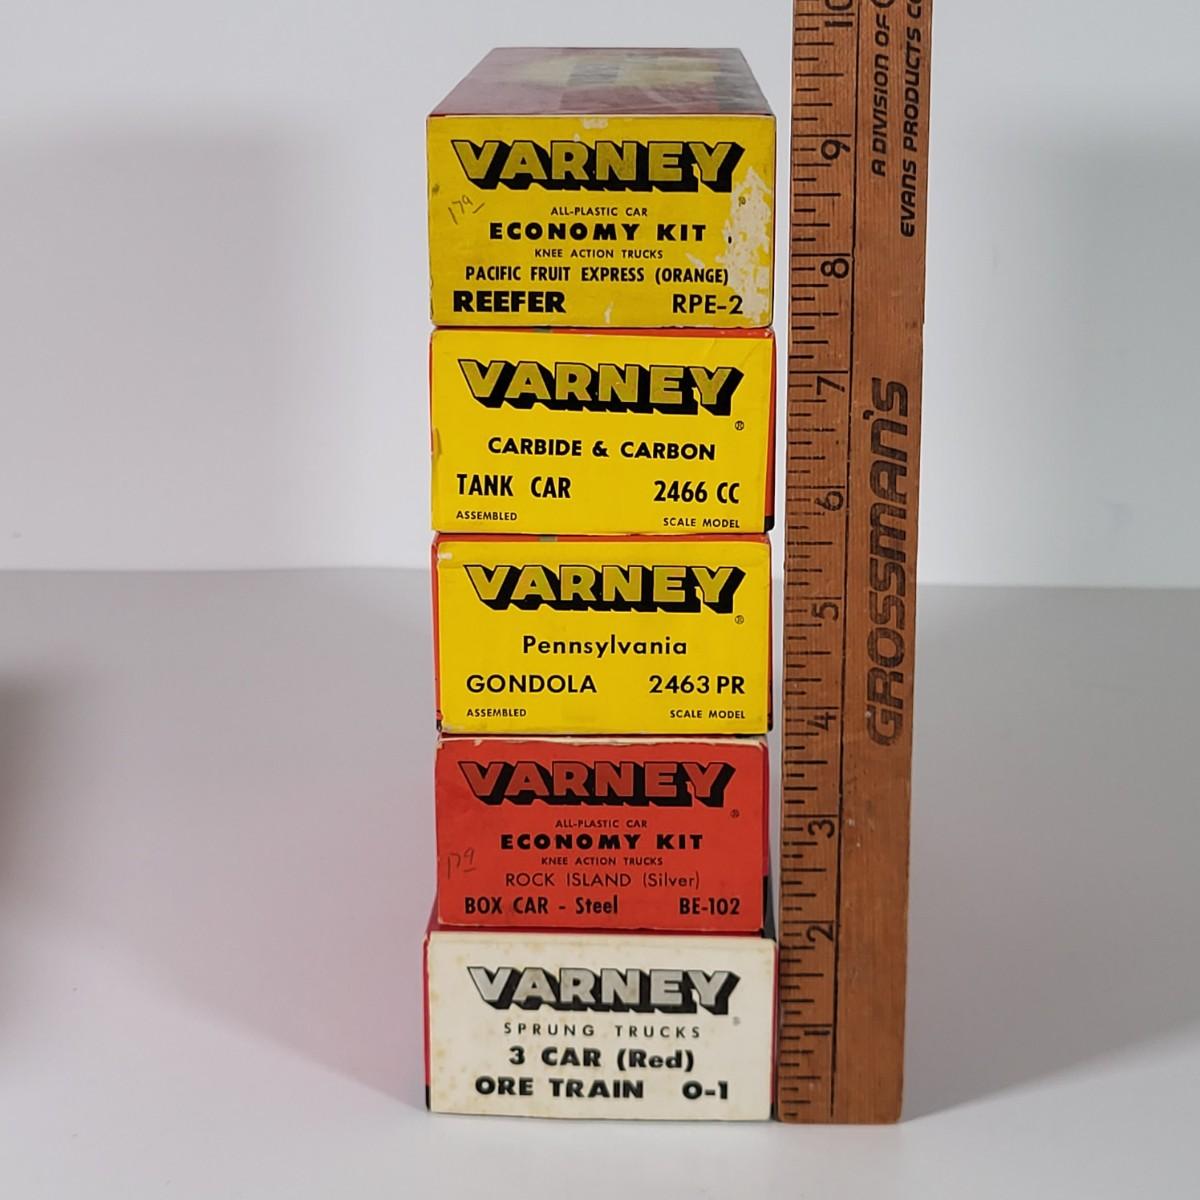 VARNEY
®
179
ALL-PLASTIC CAR
ECONOMY KIT
KNEE ACTION TRUCKS
PACIFIC FRUIT EXPRESS (ORANGE)
REEFER RPE-2
VARNEY
®
CARBIDE & CARBON
TANK CAR 2466 CC
ASSEMBLED SCALE MODEL
VARNEY
®
Pennsylvania
GONDOLA 2463 PR
ASSEMBLED SCALE MODEL
VARNEY
®
ALL-PLASTIC CAR
ECONOMY KIT
179
KNEE ACTION TRUCKS
ROCK ISLAND (Silver)
BOX CAR - Steel BE-102
VARNEY
®
SPRUNG TRUCKS
3 CAR (Red)
ORE TRAIN O-1
10
9
8
7
6
5
4
3
2
1
A DIVISION OF
EVANS PRODUCTS
GROSSMAN'S